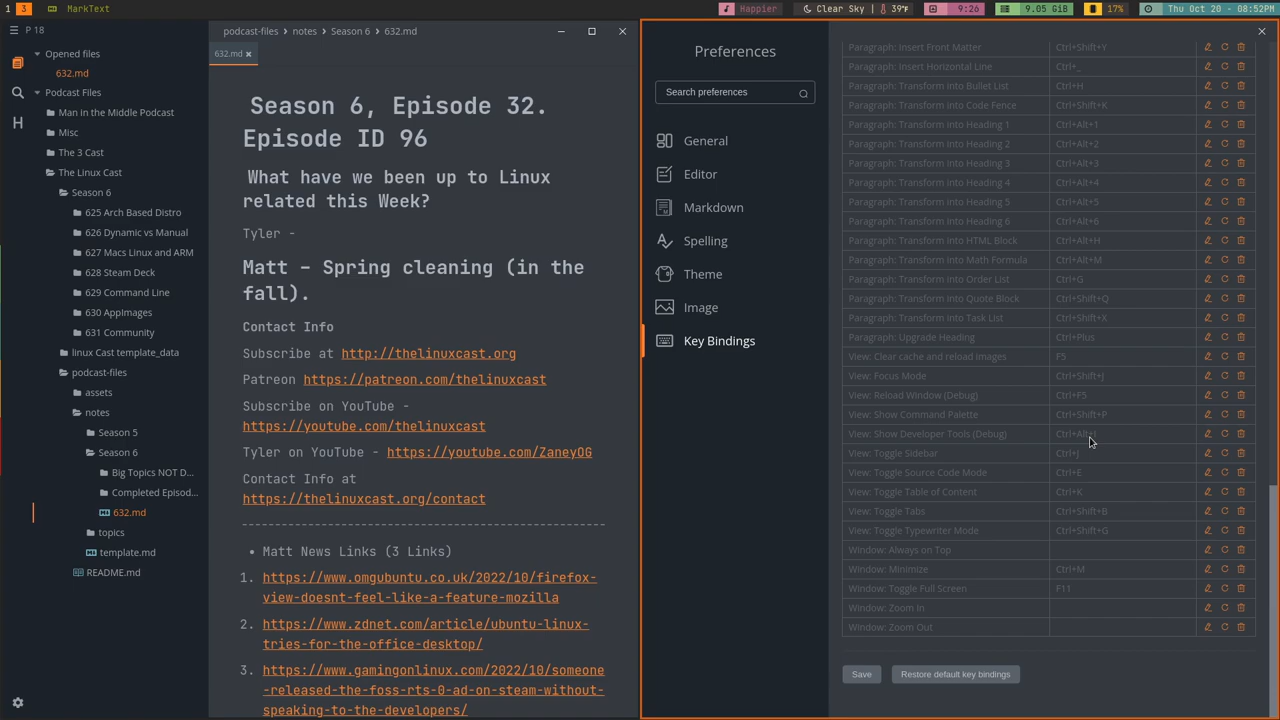 1 3 MarkText
Happier
Clear Sky | 39°F
9:26
9.05 GiB
17%
Thu Oct 20 - 08:52PM
P 18
Opened files
632.md
Podcast Files
Man in the Middle Podcast
Misc
The 3 Cast
The Linux Cast
Season 6
625 Arch Based Distro
626 Dynamic vs Manual
627 Macs Linux and ARM
628 Steam Deck
629 Command Line
630 AppImages
631 Community
linux Cast template_data
podcast-files
assets
notes
Season 5
Season 6
Big Topics NOT D...
Completed Episod...
632.md
topics
template.md
README.md
podcast-files > notes > Season 6 > 632.md
632.md
Season 6, Episode 32.
Episode ID 96
What have we been up to Linux
related this Week?
Tyler -
Matt – Spring cleaning (in the
fall).
Contact Info
Subscribe at http://thelinuxcast.org
Patreon https://patreon.com/thelinuxcast
Subscribe on YouTube -
https://youtube.com/thelinuxcast
Tyler on YouTube - https://youtube.com/ZaneyOG
Contact Info at
https://thelinuxcast.org/contact
• Matt News Links (3 Links)
1. https://www.omgubuntu.co.uk/2022/10/firefox-
view-doesnt-feel-like-a-feature-mozilla
2. https://www.zdnet.com/article/ubuntu-linux-
tries-for-the-office-desktop/
3. https://www.gamingonlinux.com/2022/10/someone
-released-the-foss-rts-0-ad-on-steam-without-
speaking-to-the-developers/
Preferences
Search preferences
General
Editor
Markdown
Spelling
Theme
Image
Key Bindings
Paragraph: Insert Front Matter Ctrl+Shift+Y
Paragraph: Insert Horizontal Line Ctrl+_
Paragraph: Transform into Bullet List Ctrl+H
Paragraph: Transform into Code Fence Ctrl+Shift+K
Paragraph: Transform into Heading 1 Ctrl+Alt+1
Paragraph: Transform into Heading 2 Ctrl+Alt+2
Paragraph: Transform into Heading 3 Ctrl+Alt+3
Paragraph: Transform into Heading 4 Ctrl+Alt+4
Paragraph: Transform into Heading 5 Ctrl+Alt+5
Paragraph: Transform into Heading 6 Ctrl+Alt+6
Paragraph: Transform into HTML Block Ctrl+Alt+H
Paragraph: Transform into Math Formula Ctrl+Alt+M
Paragraph: Transform into Order List Ctrl+G
Paragraph: Transform into Quote Block Ctrl+Shift+Q
Paragraph: Transform into Task List Ctrl+Shift+X
Paragraph: Upgrade Heading Ctrl+Plus
View: Clear cache and reload images F5
View: Focus Mode Ctrl+Shift+J
View: Reload Window (Debug) Ctrl+F5
View: Show Command Palette Ctrl+Shift+P
View: Show Developer Tools (Debug) Ctrl+Alt+I
View: Toggle Sidebar Ctrl+J
View: Toggle Source Code Mode Ctrl+E
View: Toggle Table of Content Ctrl+K
View: Toggle Tabs Ctrl+Shift+B
View: Toggle Typewriter Mode Ctrl+Shift+G
Window: Always on Top
Window: Minimize Ctrl+M
Window: Toggle Full Screen F11
Window: Zoom In
Window: Zoom Out
Save
Restore default key bindings